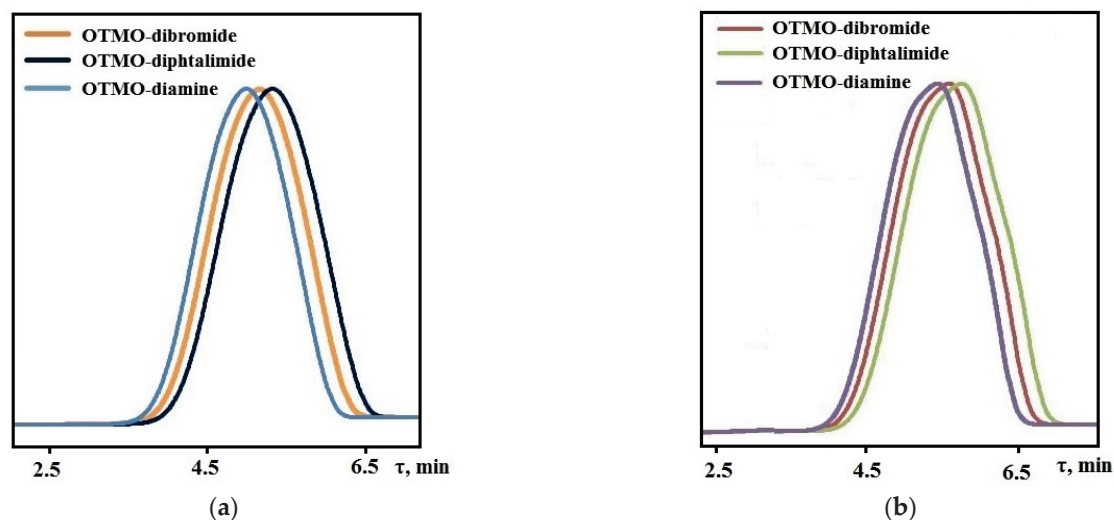 OTMO-dibromide
OTMO-diphtalimide
OTMO-diamine
2.5 4.5 6.5 τ, min
(a)
OTMO-dibromide
OTMO-diphtalimide
OTMO-diamine
2.5 4.5 6.5 τ, min
(b)